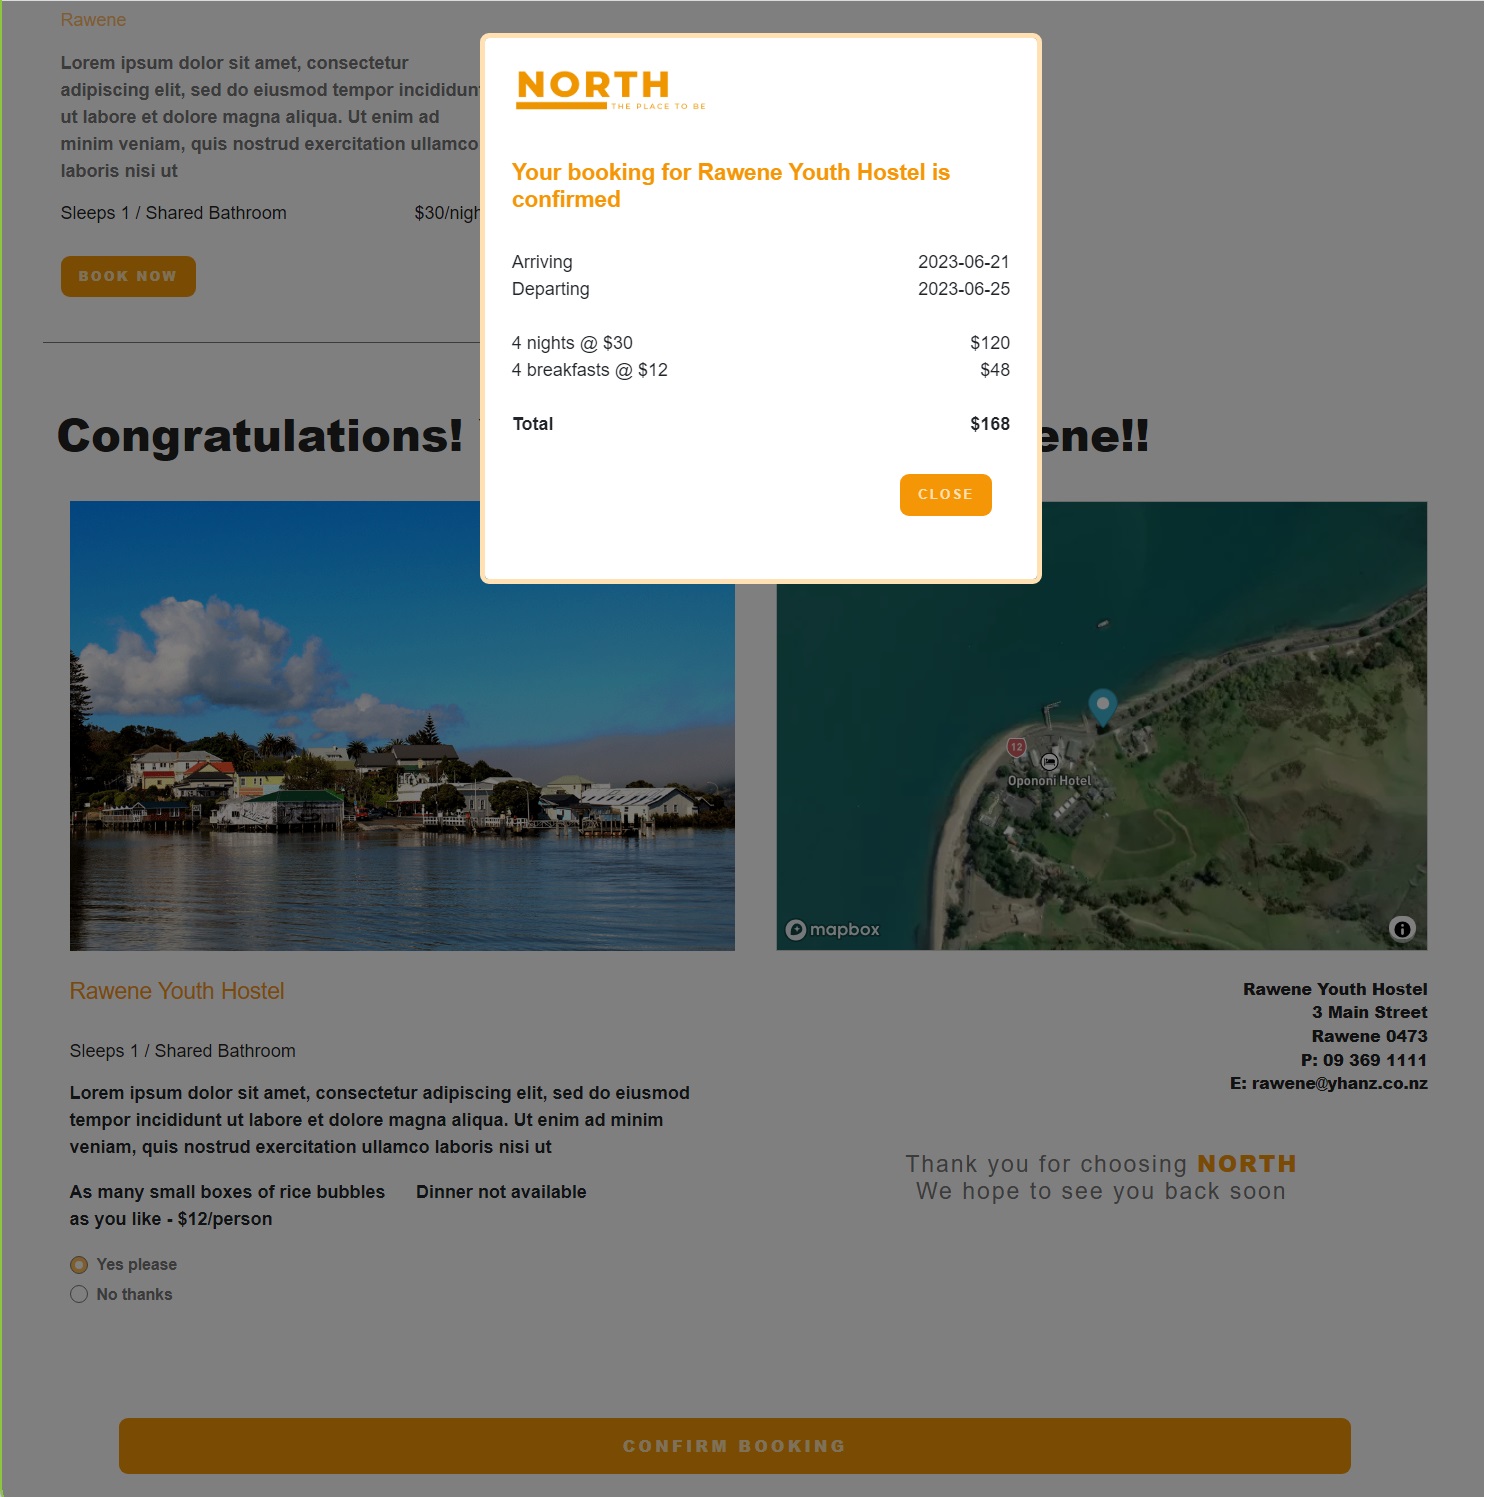 Rawene
Lorem ipsum dolor sit amet, consectetur
adipiscing elit, sed do eiusmod tempor incididunt
ut labore et dolore magna aliqua. Ut enim ad
minim veniam, quis nostrud exercitation ullamco
laboris nisi ut
Sleeps 1 / Shared Bathroom $30/nigh
BOOK NOW
NORTH
THE PLACE TO BE
Your booking for Rawene Youth Hostel is
confirmed
Arriving 2023-06-21
Departing 2023-06-25
4 nights @ $30 $120
4 breakfasts @ $12 $48
Total $168
CLOSE
Congratulations! ene!!
12
Opononi Hotel
mapbox
Rawene Youth Hostel
Sleeps 1 / Shared Bathroom
Lorem ipsum dolor sit amet, consectetur adipiscing elit, sed do eiusmod
tempor incididunt ut labore et dolore magna aliqua. Ut enim ad minim
veniam, quis nostrud exercitation ullamco laboris nisi ut
As many small boxes of rice bubbles
as you like - $12/person
Dinner not available
Yes please
No thanks
Rawene Youth Hostel
3 Main Street
Rawene 0473
P: 09 369 1111
E: rawene@yhanz.co.nz
Thank you for choosing NORTH
We hope to see you back soon
CONFIRM BOOKING